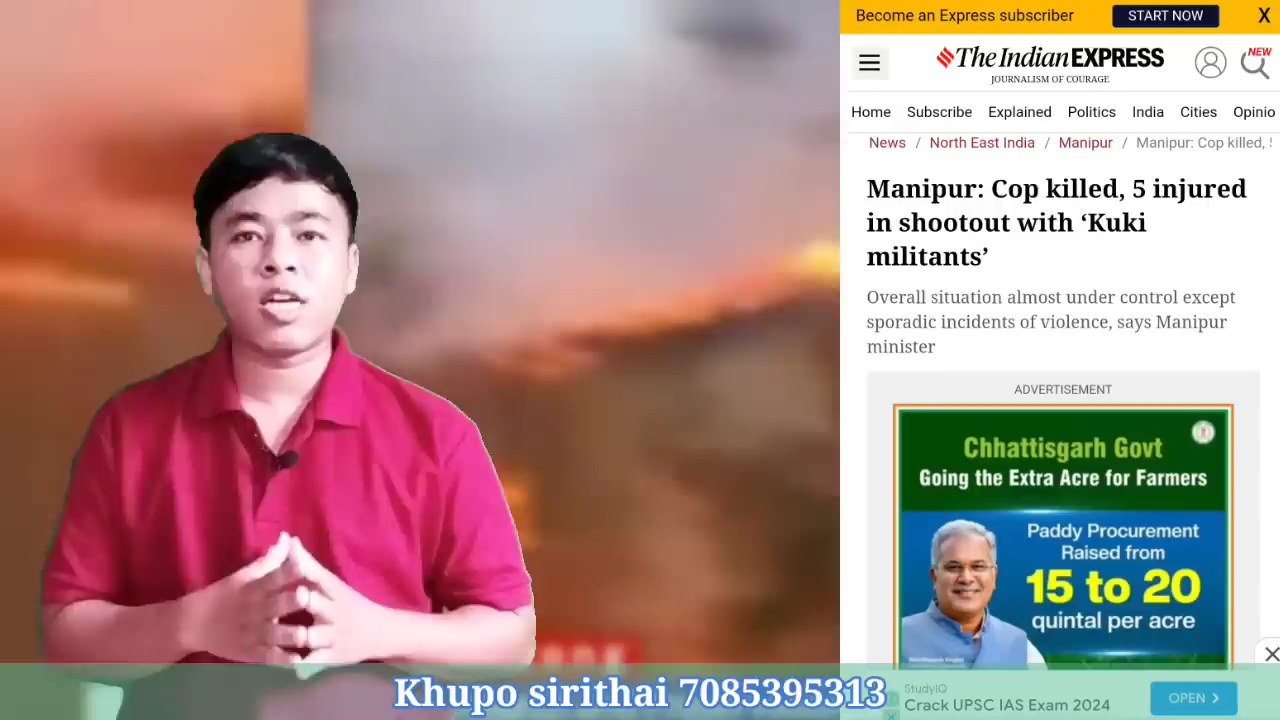 Become an Express subscriber
START NOW
X
The Indian EXPRESS
JOURNALISM OF COURAGE
NEW
Home Subscribe Explained Politics India Cities Opinio
News / North East India / Manipur / Manipur: Cop killed,
Manipur: Cop killed, 5 injured
in shootout with ‘Kuki
militants’
Overall situation almost under control except
sporadic incidents of violence, says Manipur
minister
ADVERTISEMENT
Chhattisgarh Govt
Going the Extra Acre for Farmers
Paddy Procurement
Raised from
15 to 20
quintal per acre
StudyIQ
Crack UPSC IAS Exam 2024
OPEN
Khupo sirithai 7085395313